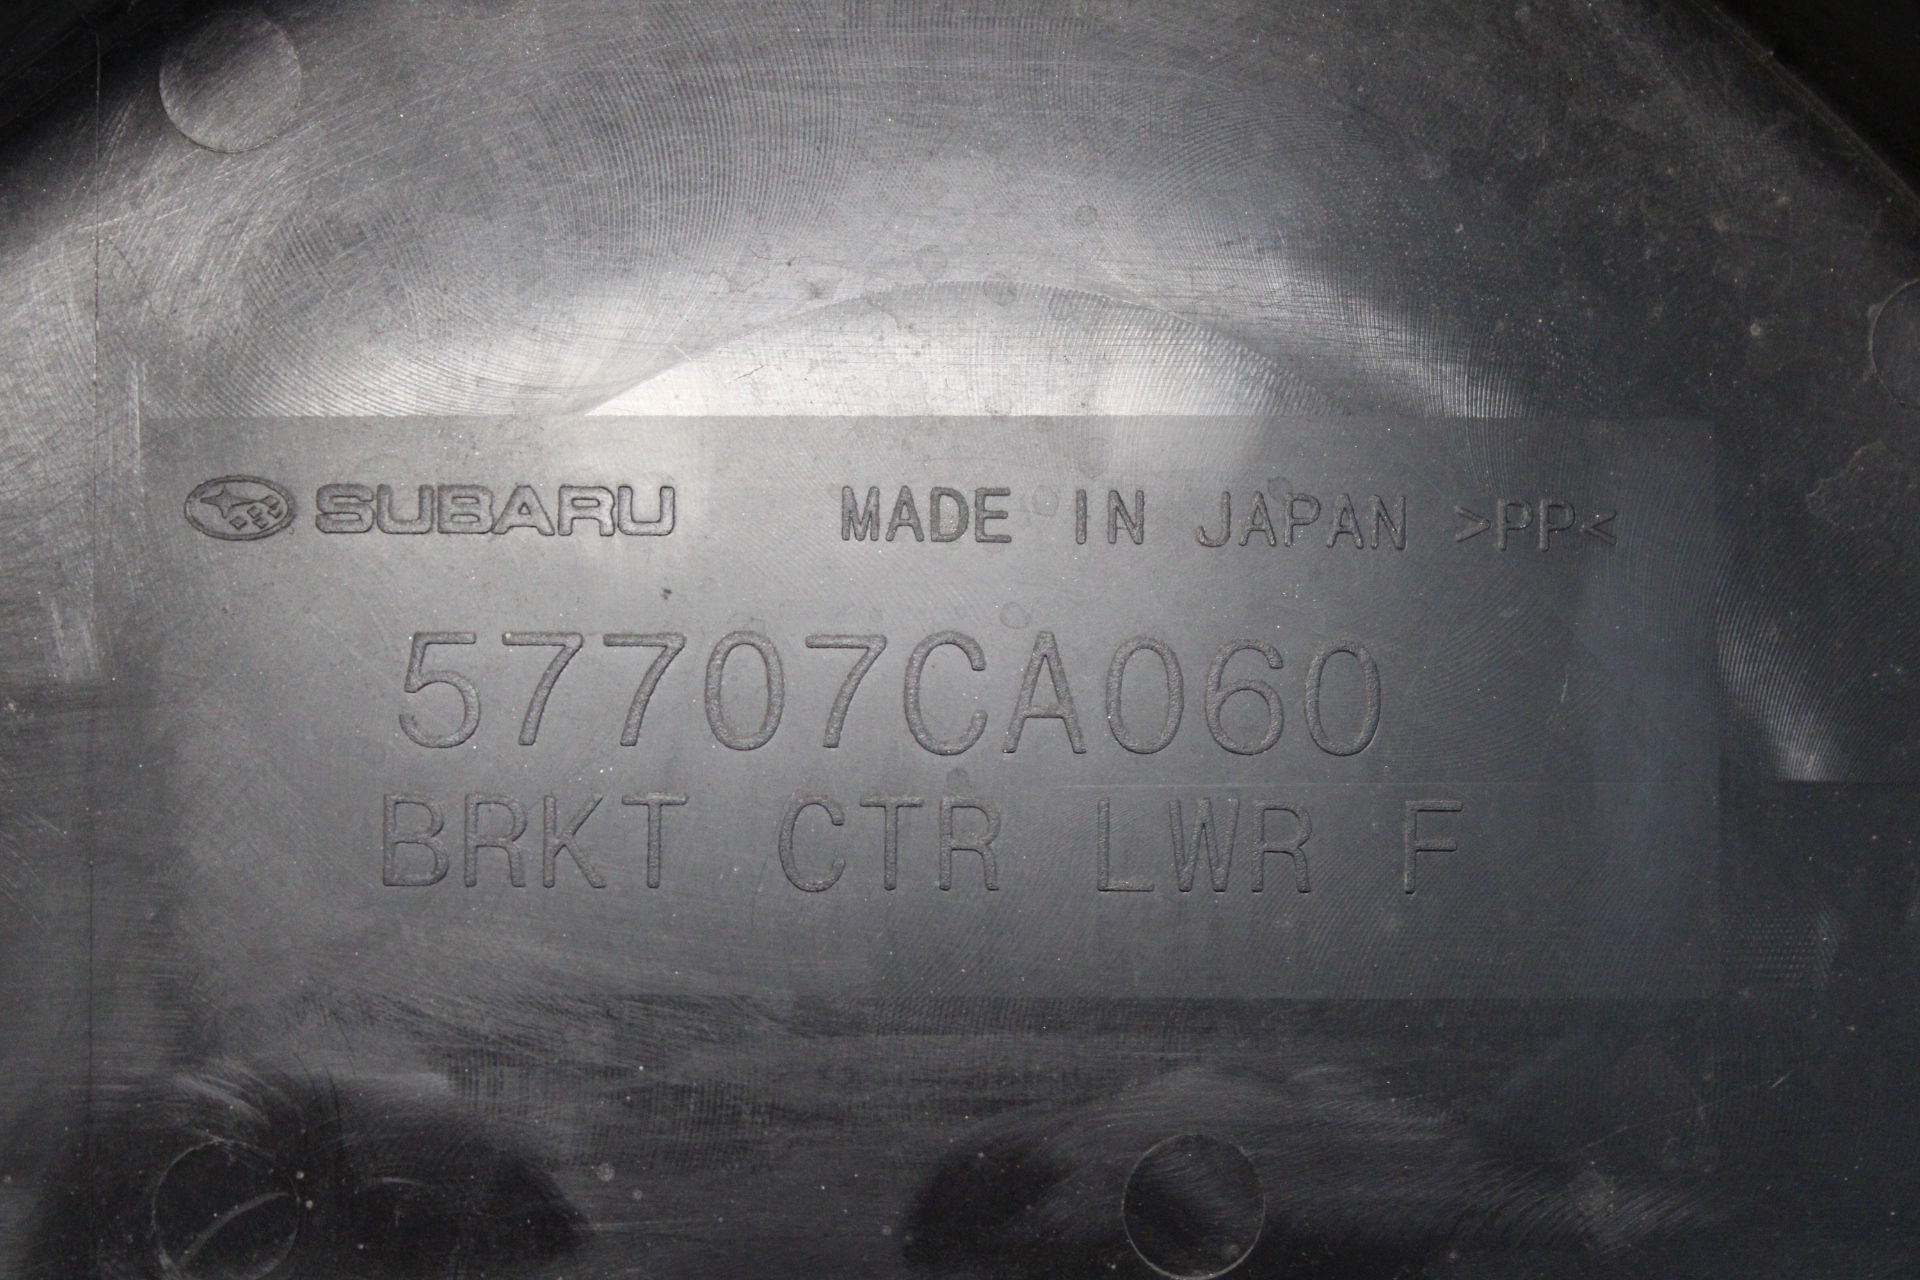 SUBARU MADE IN JAPAN >PP<
57707CA060
BRKT CTR LWR F